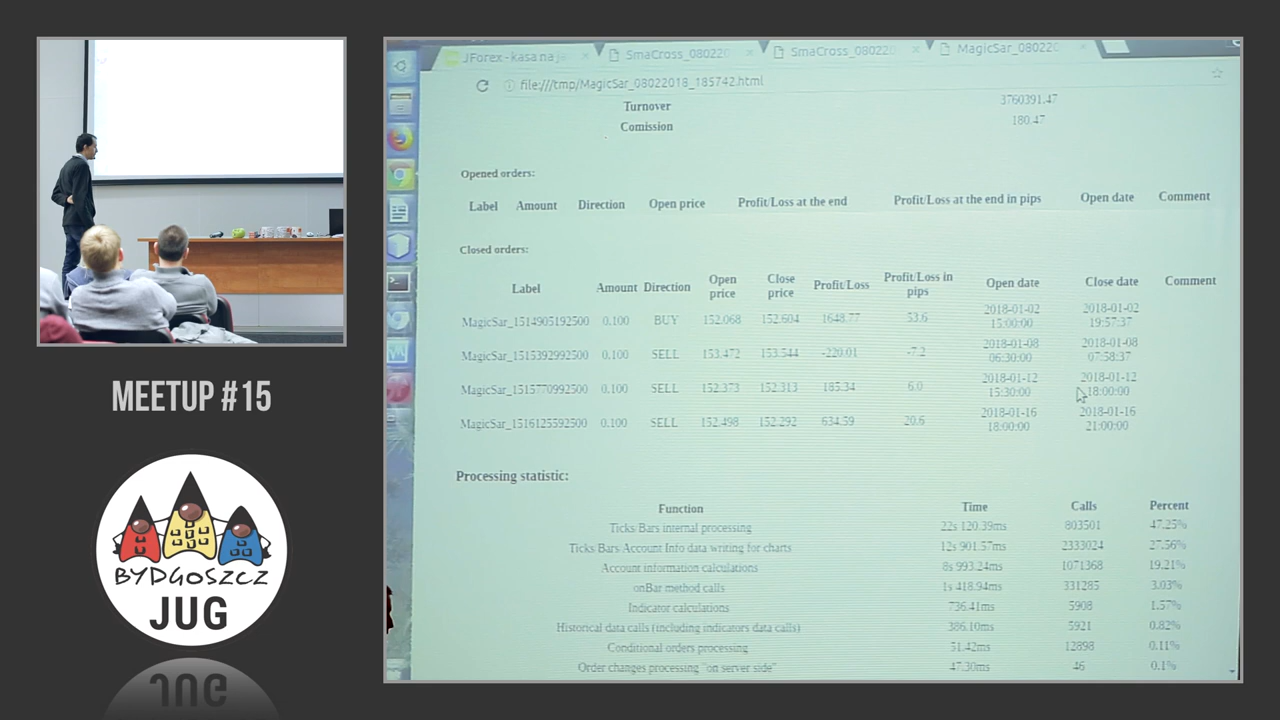 JForex - kasa na j
SmaCross_08022
SmaCross_080220
MagicSar_08022
file:///tmp/MagicSar_08022018_185742.html
Turnover 3760391.47
Comission 180.47
Opened orders:
Label Amount Direction Open price Profit/Loss at the end Profit/Loss at the end in pips Open date Comment
Closed orders:
Label Amount Direction Open price Close price Profit/Loss Profit/Loss in pips Open date Close date Comment
MagicSar_1514905192500 0.100 BUY 152.068 152.604 1648.77 53.6 2018-01-02 15:00:00 2018-01-02 19:57:37
MagicSar_1515392992500 0.100 SELL 153.472 153.544 -220.01 -7.2 2018-01-08 06:30:00 2018-01-08 07:58:37
MagicSar_1515770992500 0.100 SELL 152.373 152.313 185.34 6.0 2018-01-12 15:30:00 2018-01-12 18:00:00
MagicSar_1516125592500 0.100 SELL 152.498 152.292 634.59 20.6 2018-01-16 18:00:00 2018-01-16 21:00:00
Processing statistic:
Function Time Calls Percent
Ticks/Bars internal processing 22s 120.39ms 803501 47.25%
Ticks/Bars/Account Info data writing for charts 12s 901.57ms 2333024 27.56%
Account information calculations 8s 993.24ms 1071368 19.21%
onBar method calls 1s 418.94ms 331285 3.03%
Indicator calculations 736.41ms 5908 1.57%
Historical data calls (including indicators data calls) 386.10ms 5921 0.82%
Conditional orders processing 51.42ms 12898 0.11%
Order changes processing "on server side" 47.30ms 46 0.1%
MEETUP #15
BYDGOSZCZ
JUG